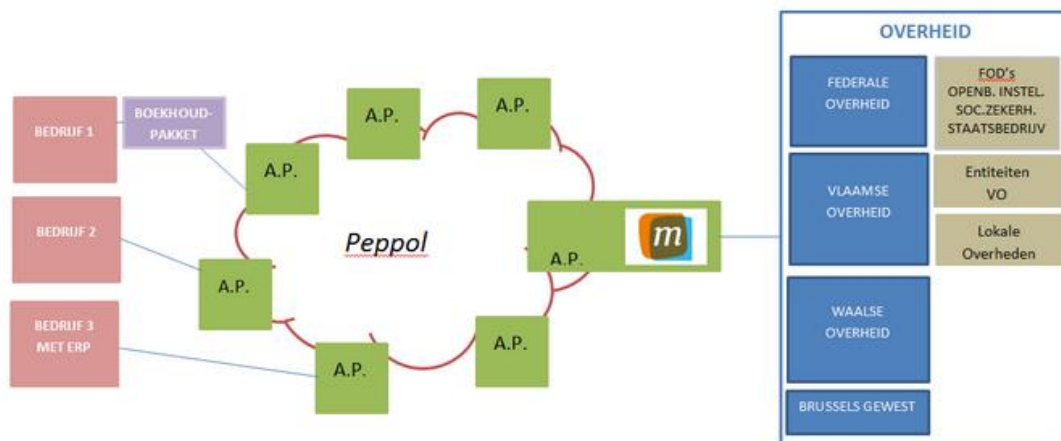 OVERHEID
BEDRIJF 1
BOEKHOUD-
PAKKET
BEDRIJF 2
BEDRIJF 3
MET ERP
A.P.
A.P.
A.P.
A.P.
A.P.
A.P.
Peppol
A.P.
m
FEDERALE
OVERHEID
FOD's
OPENB. INSTEL.
SOC.ZEKERH.
STAATSBEDRIJV
VLAAMSE
OVERHEID
Entiteiten
VO
Lokale
Overheden
WAALSE
OVERHEID
BRUSSELS GEWEST